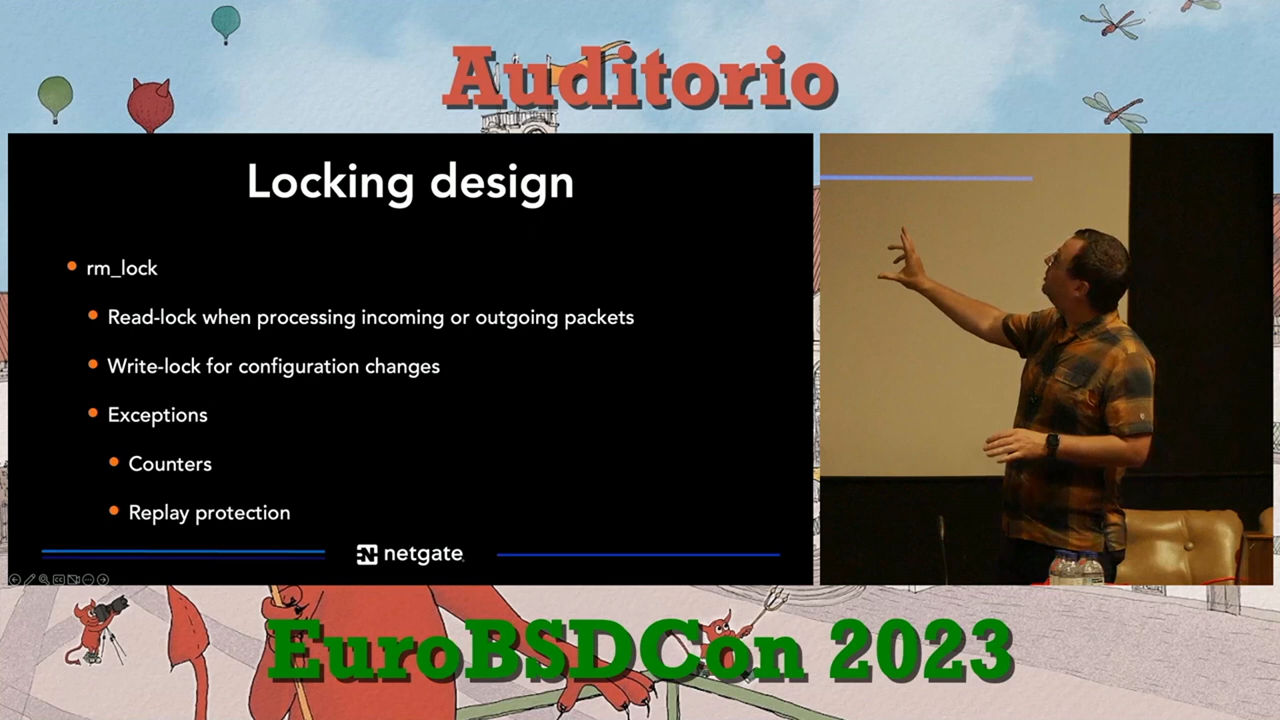 Auditorio
Locking design
rm_lock
Read-lock when processing incoming or outgoing packets
Write-lock for configuration changes
Exceptions
Counters
Replay protection
netgate
EuroBSDCon 2023